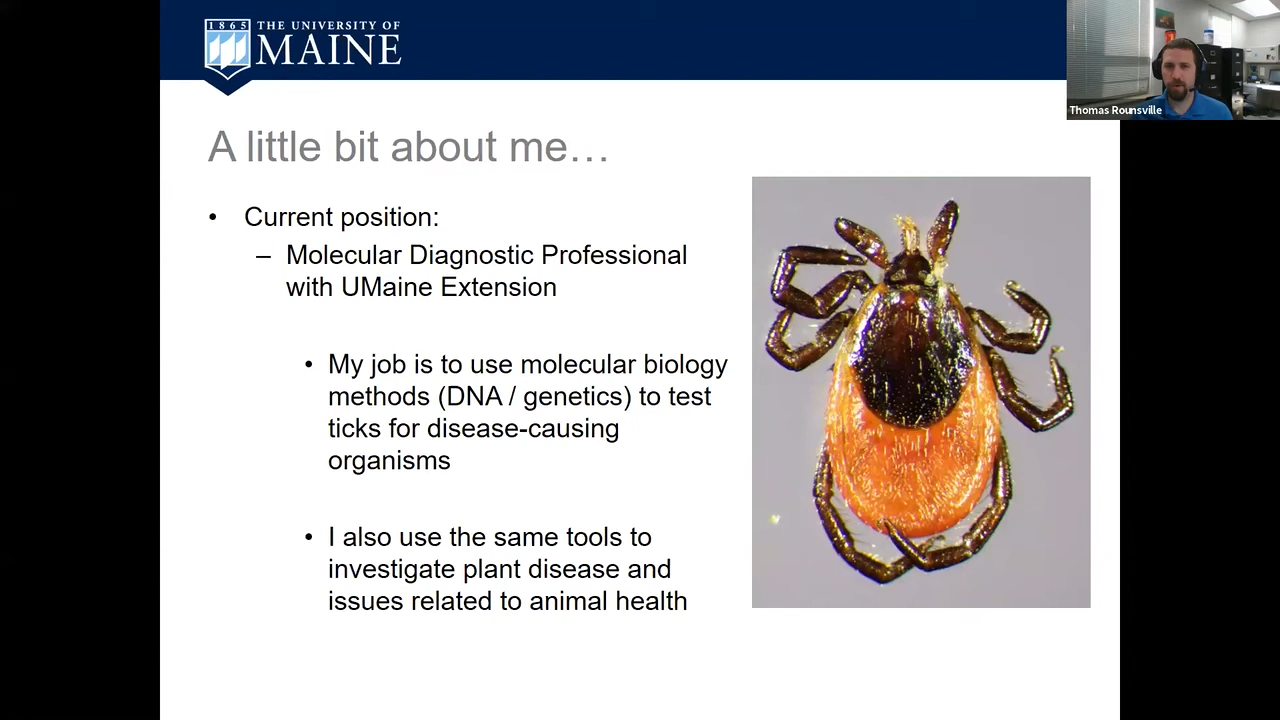 1865
THE UNIVERSITY OF
MAINE
Thomas Rounsville
A little bit about me…
• Current position:
– Molecular Diagnostic Professional
with UMaine Extension
• My job is to use molecular biology
methods (DNA / genetics) to test
ticks for disease-causing
organisms
• I also use the same tools to
investigate plant disease and
issues related to animal health